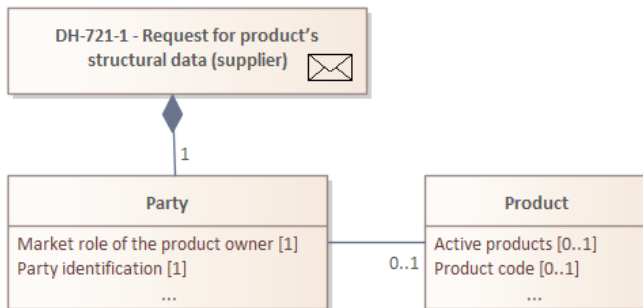 DH-721-1 - Request for product’s
structural data (supplier)
1
Party
Market role of the product owner [1]
Party identification [1]
...
0..1
Product
Active products [0..1]
Product code [0..1]
...